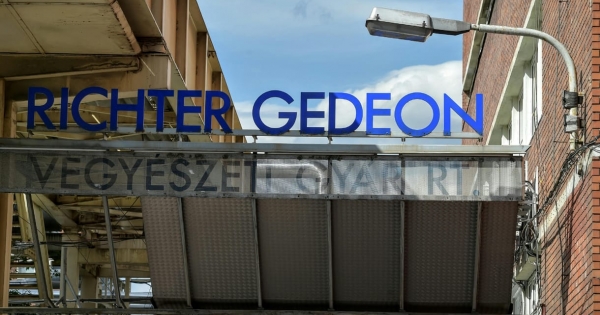 RICHTER GEDEON
VEGYÉSZETI GYÁR RT.